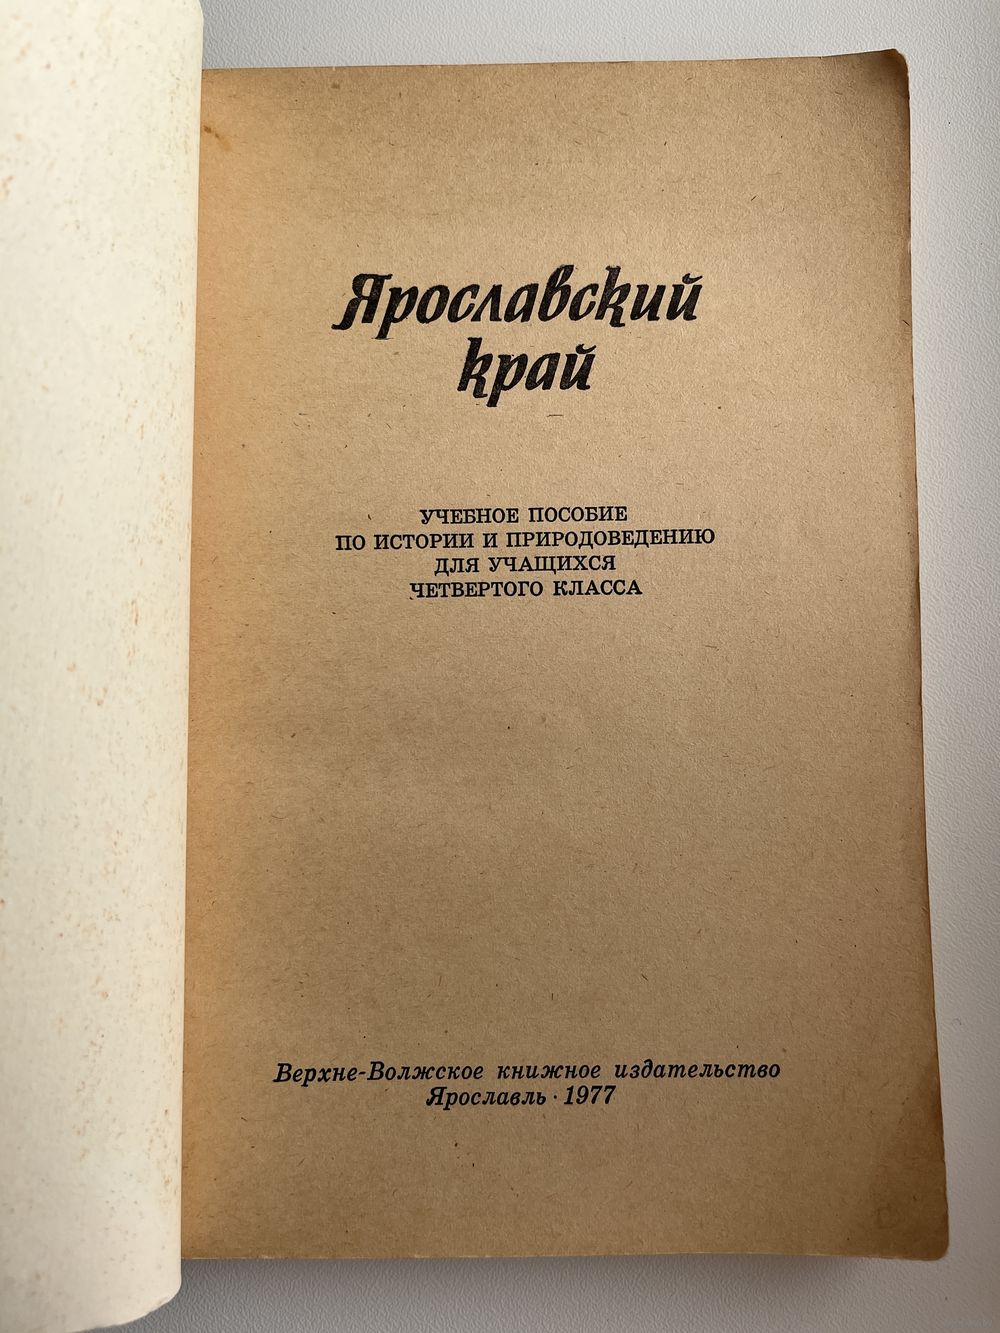 Ярославский
край
УЧЕБНОЕ ПОСОБИЕ
ПО ИСТОРИИ И ПРИРОДОВЕДЕНИЮ
ДЛЯ УЧАЩИХСЯ
ЧЕТВЕРТОГО КЛАССА
Верхне-Волжское книжное издательство
Ярославль · 1977